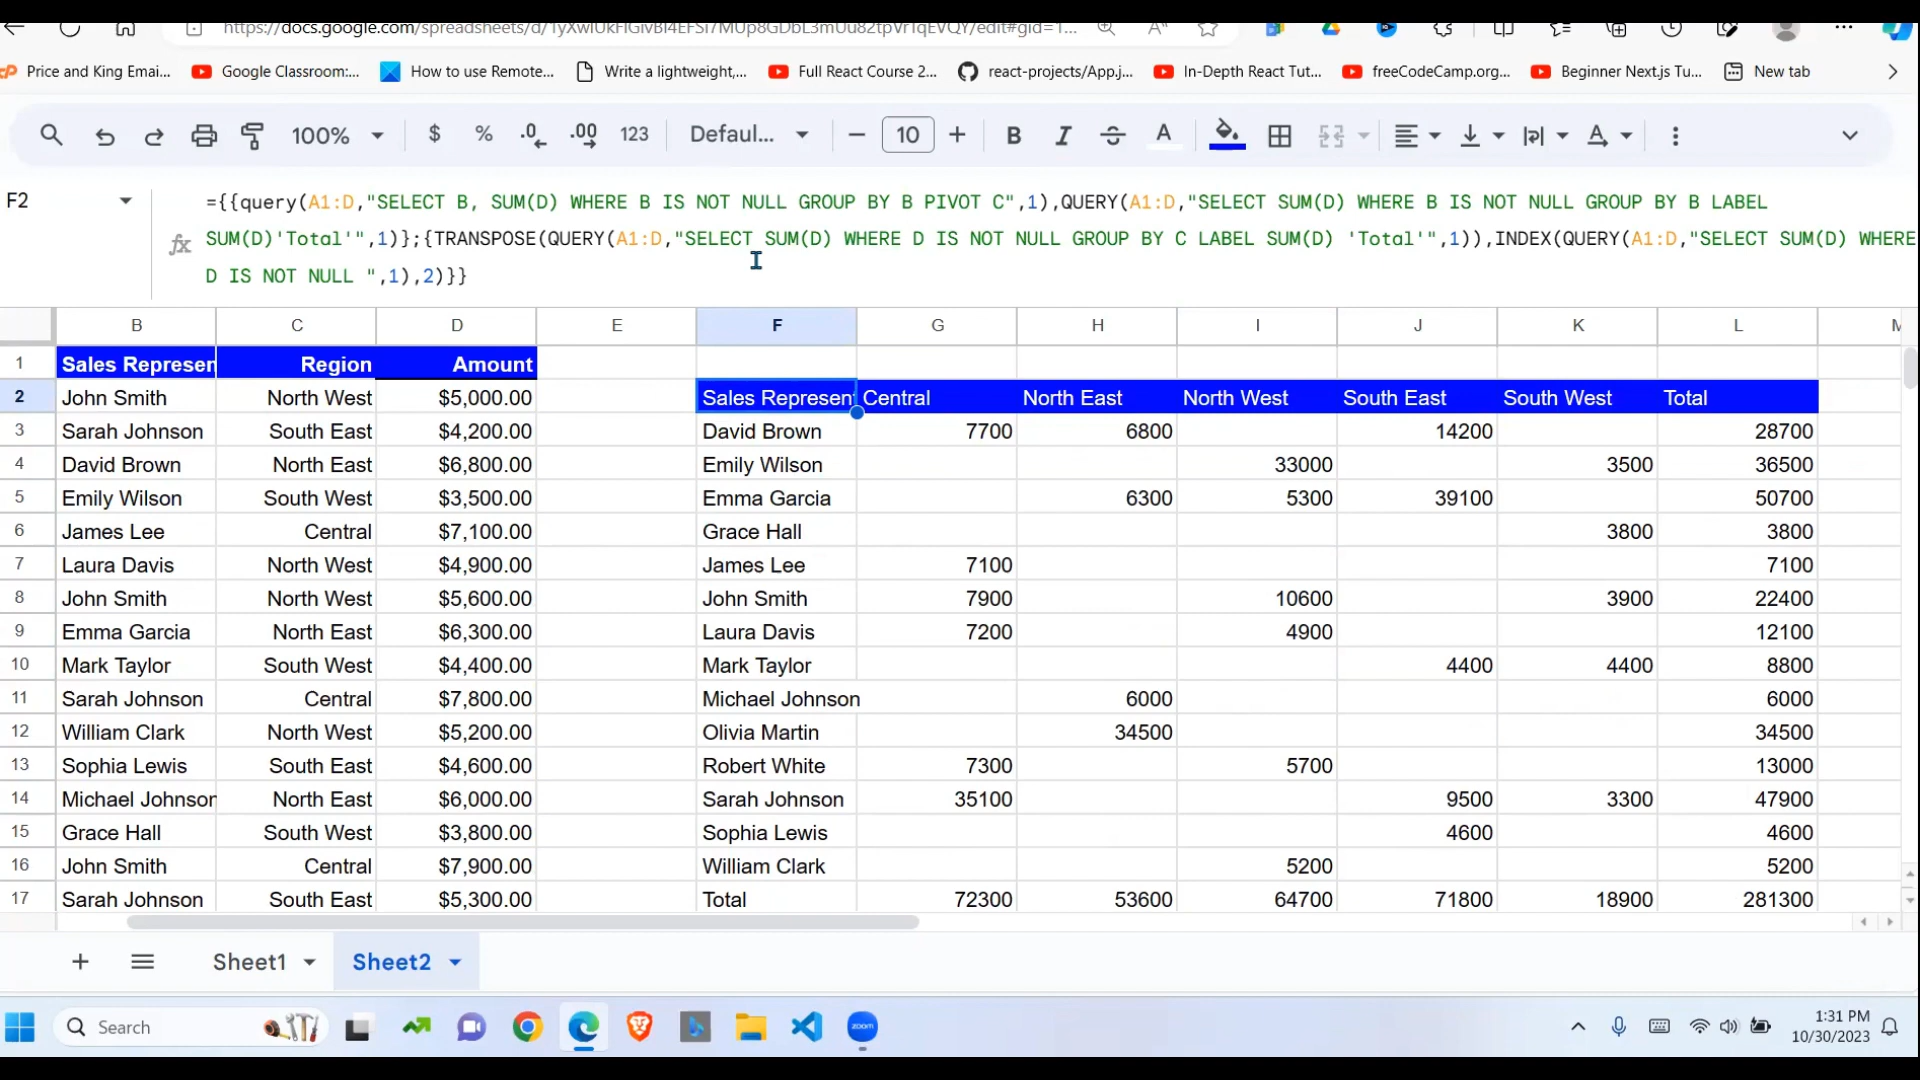 https://docs.google.com/spreadsheets/d/
Price and King Emai...
Google Classroom:...
How to use Remote...
Write a lightweight,...
Full React Course 2...
react-projects/App.j...
In-Depth React Tut...
freeCodeCamp.org...
Beginner Next.js Tu...
New tab
100% $ % .0 .00 123 Defaul... 10 B I S A
F2
={{query(A1:D,"SELECT B, SUM(D) WHERE B IS NOT NULL GROUP BY B PIVOT C",1),QUERY(A1:D,"SELECT SUM(D) WHERE B IS NOT NULL GROUP BY B LABEL
SUM(D)'Total'",1)};{TRANSPOSE(QUERY(A1:D,"SELECT SUM(D) WHERE D IS NOT NULL GROUP BY C LABEL SUM(D) 'Total'",1)),INDEX(QUERY(A1:D,"SELECT SUM(D) WHERE
D IS NOT NULL ",1),2)}}
B C D E F G H I J K L
1 Sales Represen Region Amount
2 John Smith North West $5,000.00 Sales Represen Central North East North West South East South West Total
3 Sarah Johnson South East $4,200.00 David Brown 7700 6800 14200 28700
4 David Brown North East $6,800.00 Emily Wilson 33000 3500 36500
5 Emily Wilson South West $3,500.00 Emma Garcia 6300 5300 39100 50700
6 James Lee Central $7,100.00 Grace Hall 3800 3800
7 Laura Davis North West $4,900.00 James Lee 7100 7100
8 John Smith North West $5,600.00 John Smith 7900 10600 3900 22400
9 Emma Garcia North East $6,300.00 Laura Davis 7200 4900 12100
10 Mark Taylor South West $4,400.00 Mark Taylor 4400 4400 8800
11 Sarah Johnson Central $7,800.00 Michael Johnson 6000 6000
12 William Clark North West $5,200.00 Olivia Martin 34500 34500
13 Sophia Lewis South East $4,600.00 Robert White 7300 5700 13000
14 Michael Johnson North East $6,000.00 Sarah Johnson 35100 9500 3300 47900
15 Grace Hall South West $3,800.00 Sophia Lewis 4600 4600
16 John Smith Central $7,900.00 William Clark 5200 5200
17 Sarah Johnson South East $5,300.00 Total 72300 53600 64700 71800 18900 281300
Sheet1 Sheet2
Search
zoom
1:31 PM
10/30/2023